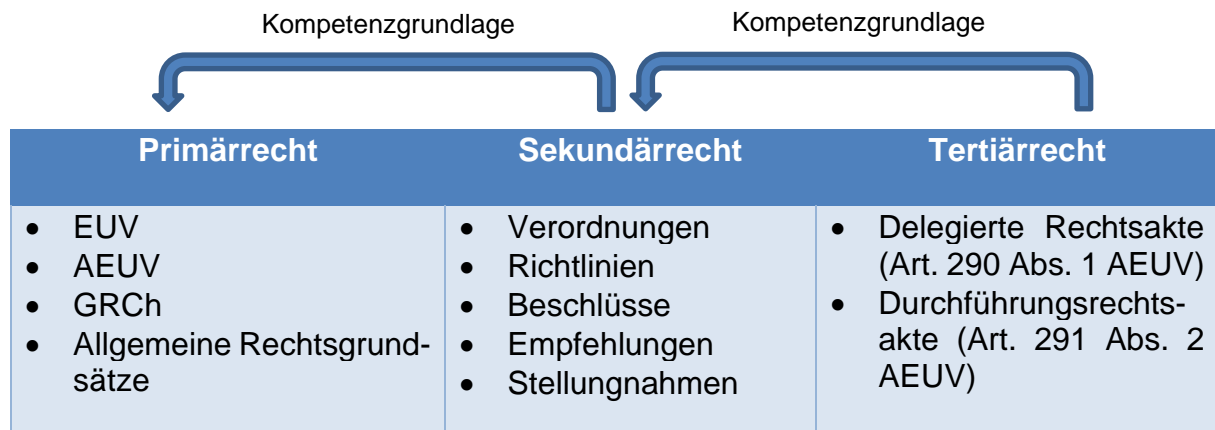 Kompetenzgrundlage
Kompetenzgrundlage
Primärrecht
Sekundärrecht
Tertiärrecht
• EUV
• AEUV
• GRCh
• Allgemeine Rechtsgrund-
sätze
• Verordnungen
• Richtlinien
• Beschlüsse
• Empfehlungen
• Stellungnahmen
• Delegierte Rechtsakte
(Art. 290 Abs. 1 AEUV)
• Durchführungsrechts-
akte (Art. 291 Abs. 2
AEUV)